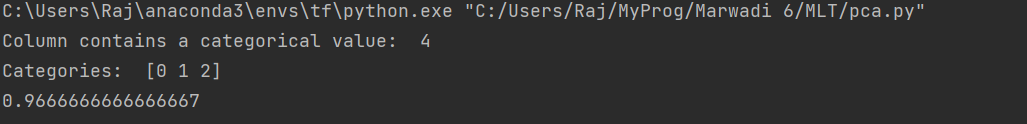 C:\Users\Raj\anaconda3\envs\tf\python.exe "C:/Users/Raj/MyProg/Marwadi 6/MLT/pca.py"
Column contains a categorical value:  4
Categories:  [0 1 2]
0.9666666666666667